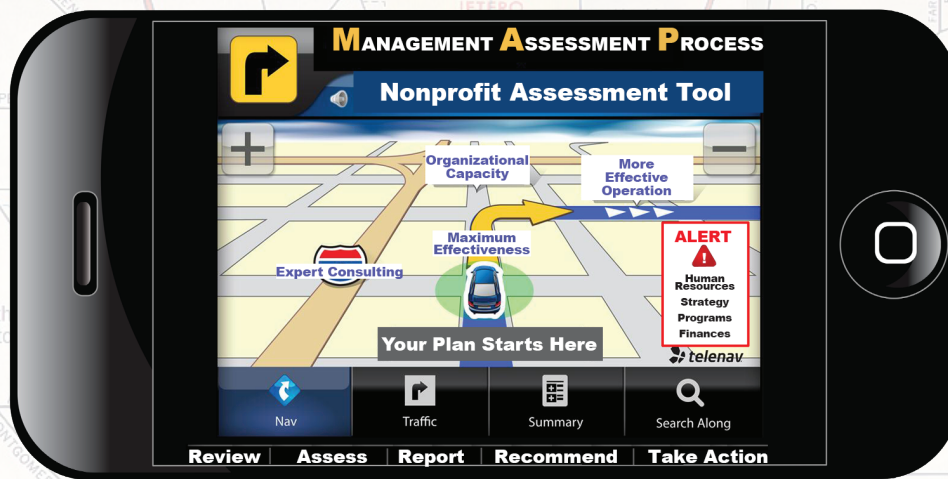 MANAGEMENT ASSESSMENT PROCESS
Nonprofit Assessment Tool
Organizational
Capacity
More
Effective
Operation
Maximum
Effectiveness
Expert Consulting
ALERT
Human
Resources
Strategy
Programs
Finances
Your Plan Starts Here
telenav
Nav
Traffic
Summary
Search Along
Review
Assess
Report
Recommend
Take Action